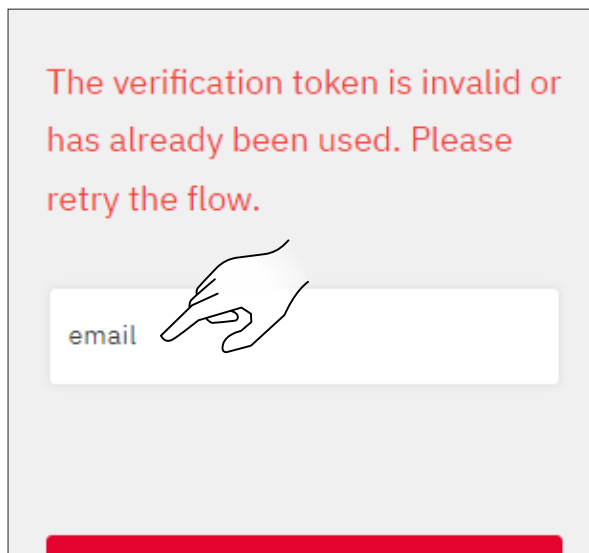 The verification token is invalid or
has already been used. Please
retry the flow.
email